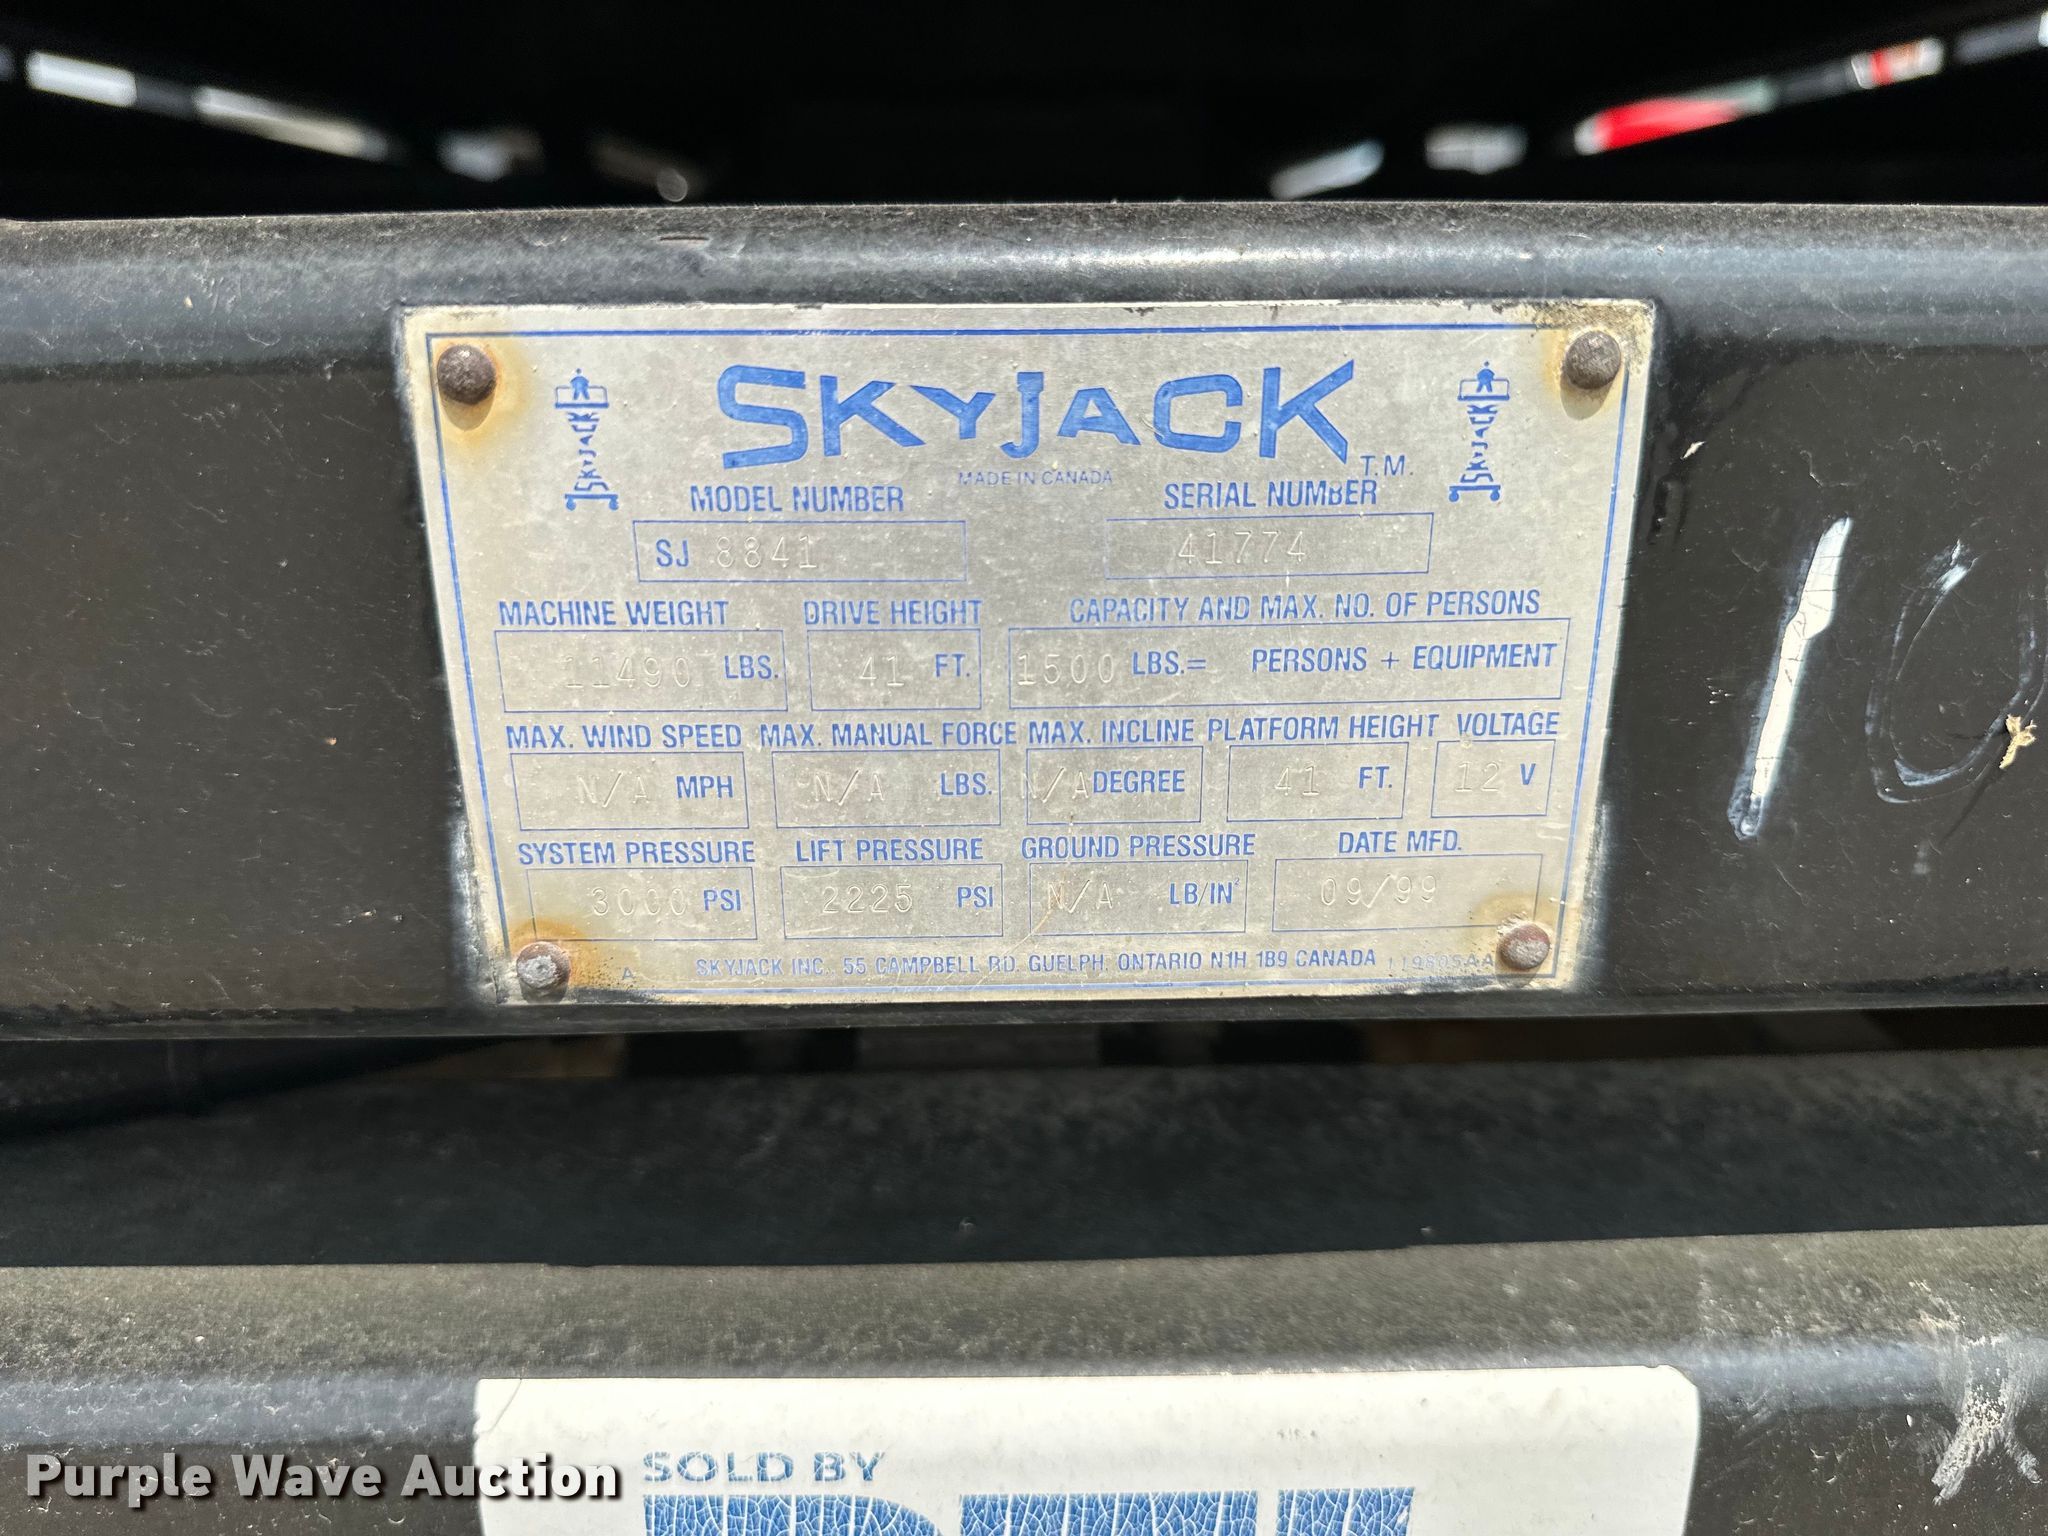 SKYJACK T.M.
SKYJACK
SKYJACK
MADE IN CANADA
MODEL NUMBER SERIAL NUMBER
SJ 8841 41774
MACHINE WEIGHT DRIVE HEIGHT CAPACITY AND MAX. NO. OF PERSONS
11490 LBS. 41 FT. 1500 LBS.= PERSONS + EQUIPMENT
MAX. WIND SPEED MAX. MANUAL FORCE MAX. INCLINE PLATFORM HEIGHT VOLTAGE
N/A MPH N/A LBS. N/A DEGREE 41 FT. 12 V
SYSTEM PRESSURE LIFT PRESSURE GROUND PRESSURE DATE MFD.
3000 PSI 2225 PSI N/A LB/IN² 09/99
A SKYJACK INC. 55 CAMPBELL RD. GUELPH, ONTARIO N1H 1B9 CANADA 119805AA
10
SOLD BY
Purple Wave Auction